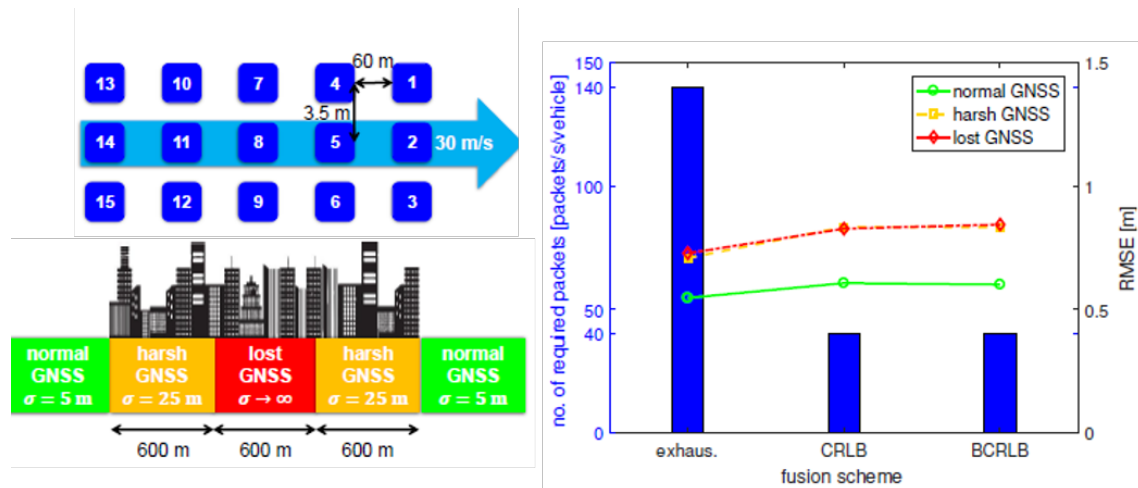 60 m
13 10 7 4 1
3.5 m
14 11 8 5 2 30 m/s
15 12 9 6 3
normal GNSS σ = 5 m
harsh GNSS σ = 25 m
lost GNSS σ → ∞
harsh GNSS σ = 25 m
normal GNSS σ = 5 m
600 m 600 m 600 m
no. of required packets [packets/s/vehicle]
150
140
100
50
40
0
normal GNSS
harsh GNSS
lost GNSS
1.5
1
0.5
0
RMSE [m]
exhaus. CRLB BCRLB
fusion scheme